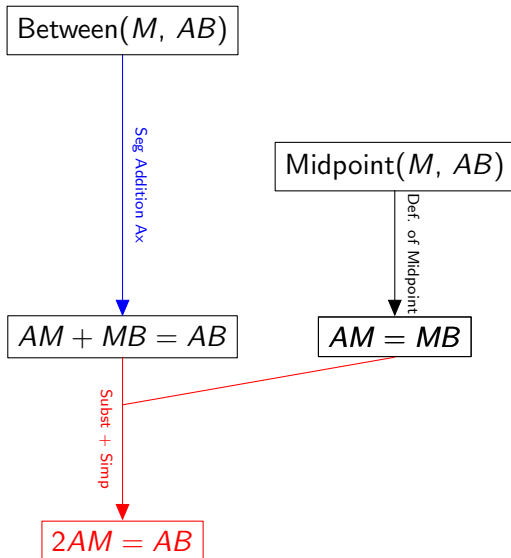 Between(M, AB)
Seg Addition Ax
Midpoint(M, AB)
Def. of Midpoint
AM + MB = AB
AM = MB
Subst + Simp
2AM = AB